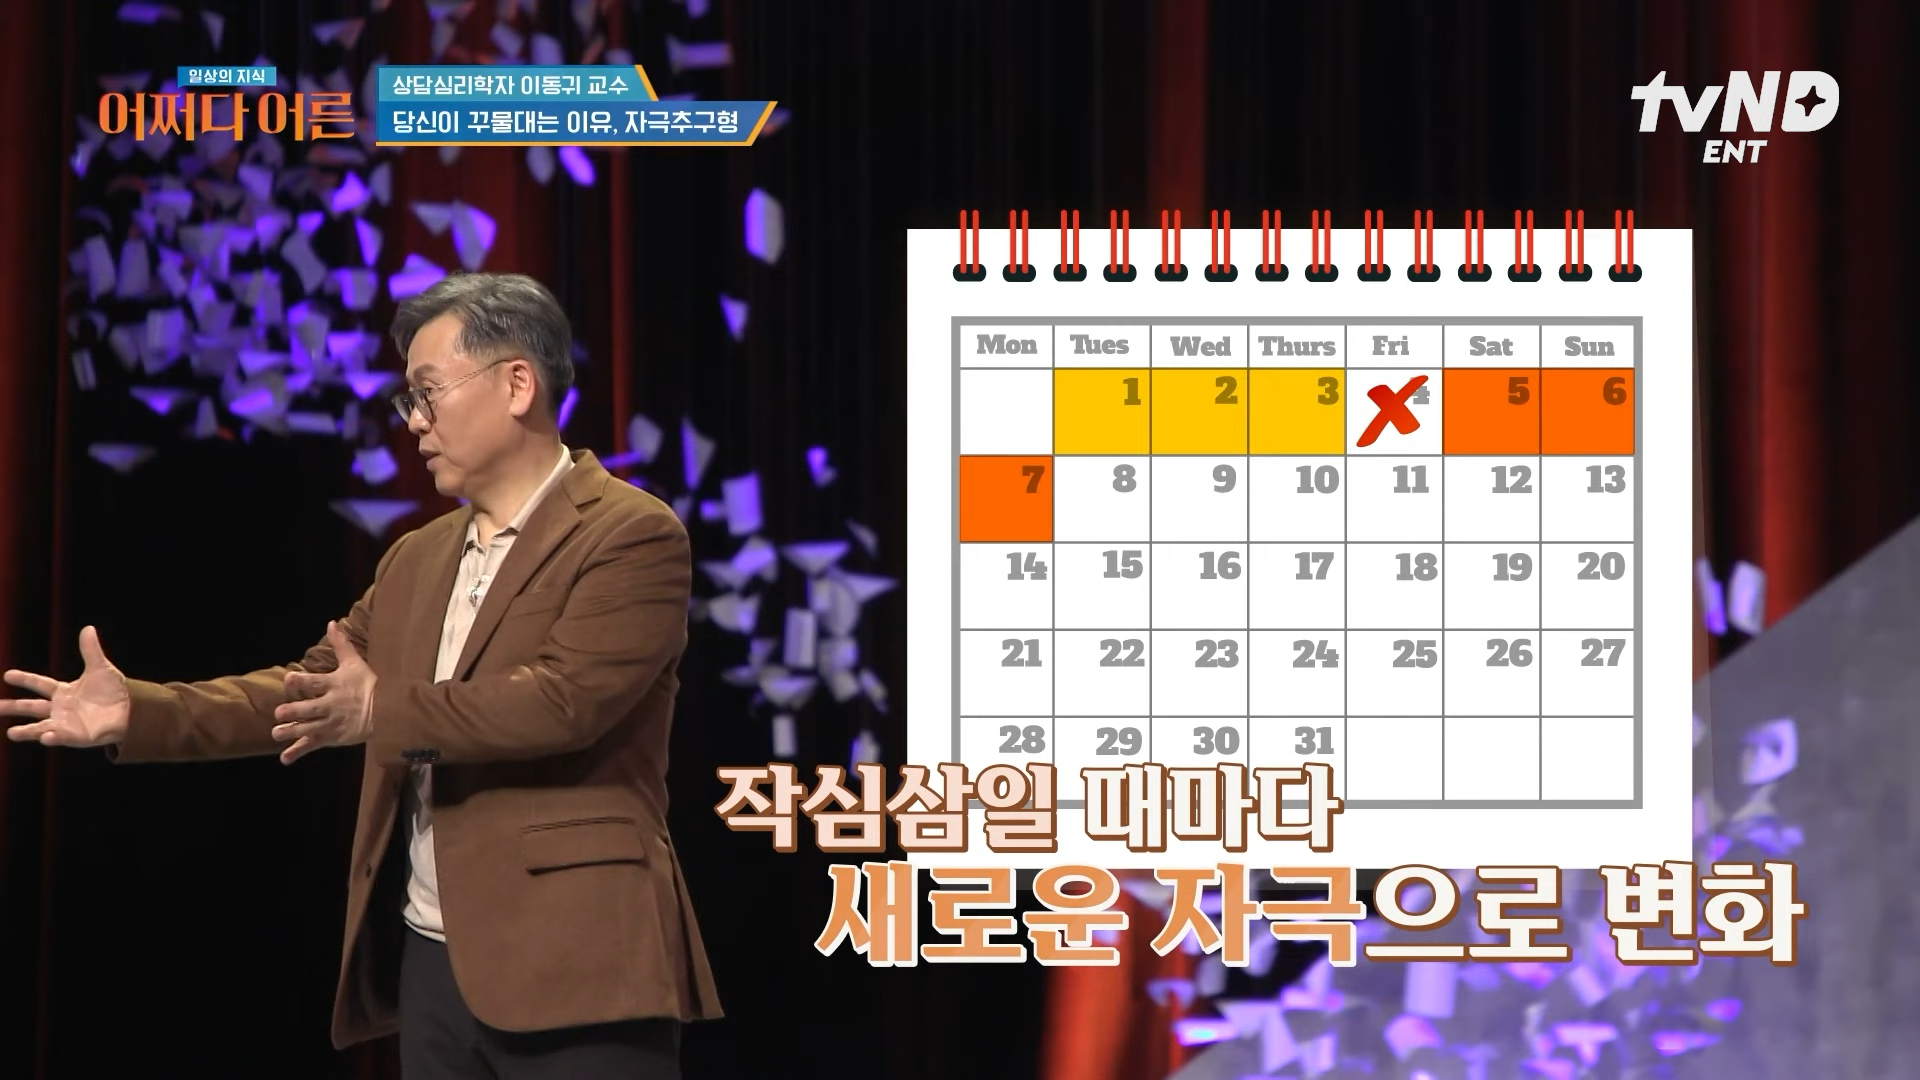 일상의 지식
어쩌다 어른
상담심리학자 이동귀 교수
당신이 꾸물대는 이유, 자극추구형
tvND
ENT
Mon Tues Wed Thurs Fri Sat Sun
1 2 3 4 5 6
7 8 9 10 11 12 13
14 15 16 17 18 19 20
21 22 23 24 25 26 27
28 29 30 31
작심삼일 때마다
새로운 자극으로 변화